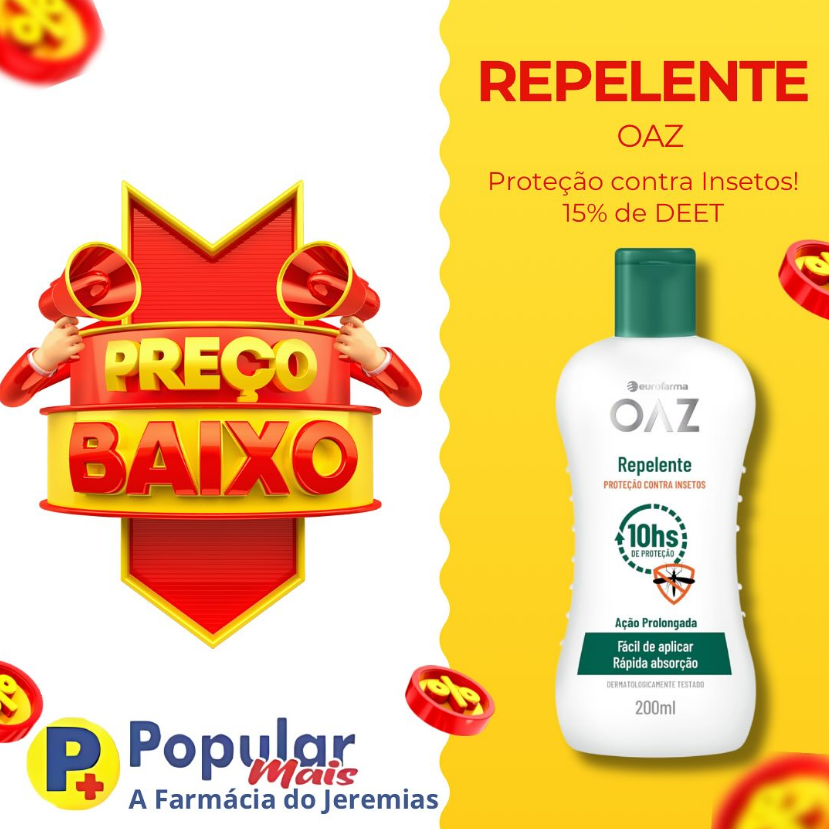 PREÇO
BAIXO
P+
Popular
Mais
A Farmácia do Jeremias
REPELENTE
OAZ
Proteção contra Insetos!
15% de DEET
eurofarma
OAZ
Repelente
PROTEÇÃO CONTRA INSETOS
10hs
DE PROTEÇÃO
Ação Prolongada
Fácil de aplicar
Rápida absorção
DERMATOLOGICAMENTE TESTADO
200ml
%
%
%